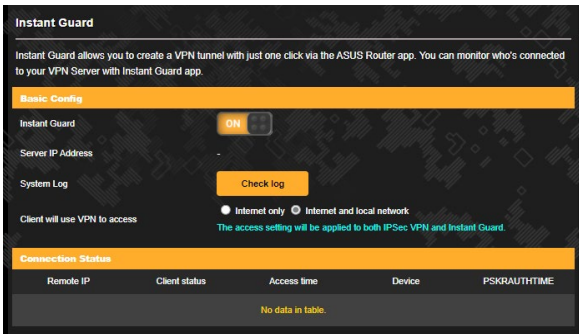 Instant Guard
Instant Guard allows you to create a VPN tunnel with just one click via the ASUS Router app. You can monitor who's connected
to your VPN Server with Instant Guard app.
Basic Config
Instant Guard ON
Server IP Address -
System Log Check log
Client will use VPN to access Internet only Internet and local network
The access setting will be applied to both IPSec VPN and Instant Guard.
Connection Status
Remote IP Client status Access time Device PSKRAUTHTIME
No data in table.